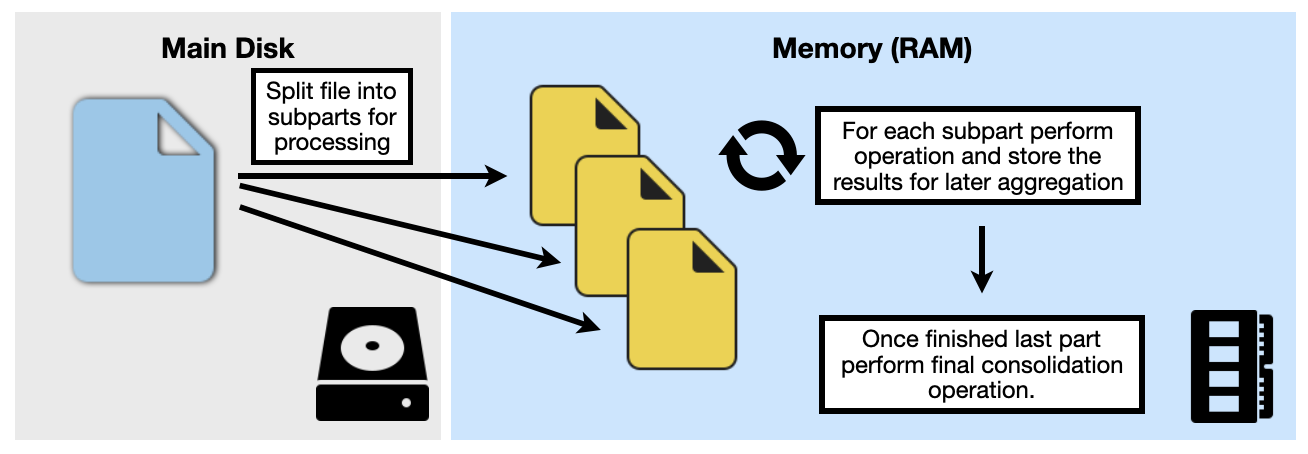 Main Disk
Split file into
subparts for
processing
Memory (RAM)
For each subpart perform
operation and store the
results for later aggregation
Once finished last part
perform final consolidation
operation.